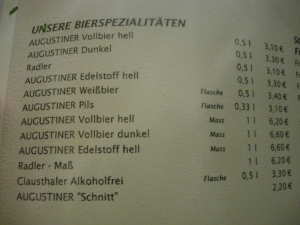 UNSERE BIERSPEZIALITÄTEN
AUGUSTINER Vollbier hell 0,5 l 3,10 €
AUGUSTINER Dunkel 0,5 l 3,30 €
Radler 0,5 l 3,10 €
AUGUSTINER Edelstoff hell 0,5 l 3,30 €
AUGUSTINER Weißbier Flasche 0,5 l 3,40 €
AUGUSTINER Pils Flasche 0,33 l 3,10 €
AUGUSTINER Vollbier hell Mass 1 l 6,20 €
AUGUSTINER Vollbier dunkel Mass 1 l 6,60 €
AUGUSTINER Edelstoff hell Mass 1 l 6,60 €
Radler - Maß 1 l 6,20 €
Clausthaler Alkoholfrei Flasche 0,5 l 3,30 €
AUGUSTINER "Schnitt" 2,20 €